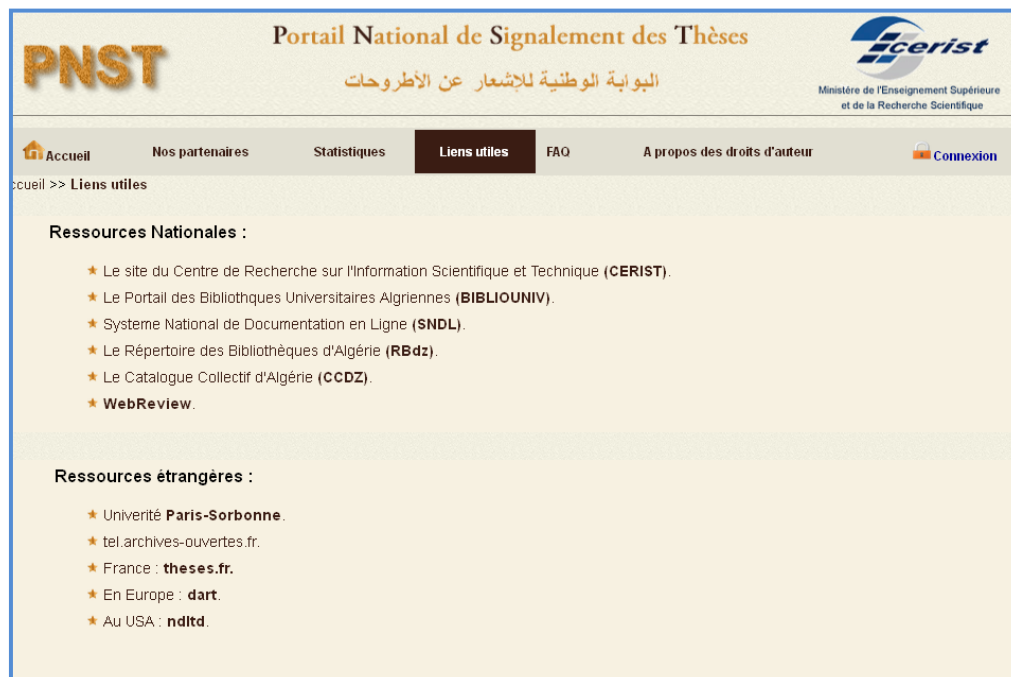 PNST
Portail National de Signalement des Thèses
البوابة الوطنية للإشعار عن الأطروحات
cerist
Ministére de l'Enseignement Supérieure
et de la Recherche Scientifique
Accueil Nos partenaires Statistiques Liens utiles FAQ A propos des droits d'auteur Connexion
ccueil >> Liens utiles
Ressources Nationales :
Le site du Centre de Recherche sur l'Information Scientifique et Technique (CERIST).
Le Portail des Bibliothques Universitaires Algriennes (BIBLIOUNIV).
Systeme National de Documentation en Ligne (SNDL).
Le Répertoire des Bibliothèques d'Algérie (RBdz).
Le Catalogue Collectif d'Algérie (CCDZ).
WebReview.
Ressources étrangères :
Univerité Paris-Sorbonne.
tel.archives-ouvertes.fr.
France : theses.fr.
En Europe : dart.
Au USA : ndltd.